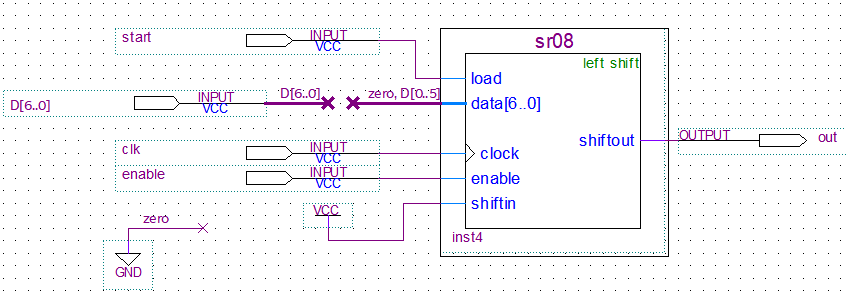 sr08
left shift
start
INPUT
VCC
load
D[6..0]
INPUT
VCC
D[6..0]
zero, D[0..5]
data[6..0]
clk
INPUT
VCC
clock
shiftout
OUTPUT
out
enable
INPUT
VCC
enable
VCC
shiftin
inst4
zero
GND